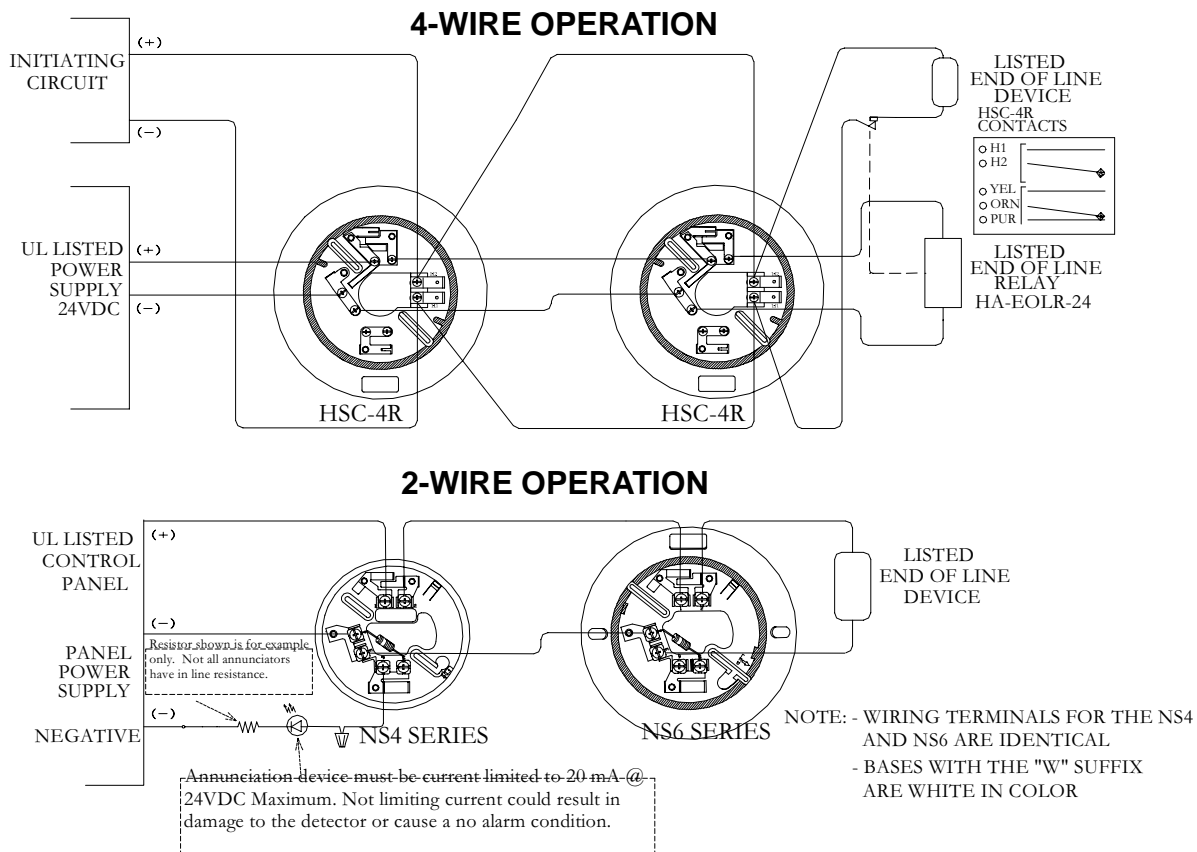 4-WIRE OPERATION
INITIATING
CIRCUIT
(+)
(-)
UL LISTED
POWER
SUPPLY
24VDC
(+)
(-)
HSC-4R
HSC-4R
LISTED
END OF LINE
DEVICE
HSC-4R
CONTACTS
H1
H2
YEL
ORN
PUR
LISTED
END OF LINE
RELAY
HA-EOLR-24
2-WIRE OPERATION
UL LISTED
CONTROL
PANEL
(+)
(-)
PANEL
POWER
SUPPLY
NEGATIVE
(-)
Resistor shown is for example
only. Not all annunciators
have in line resistance.
NS4 SERIES
NS6 SERIES
LISTED
END OF LINE
DEVICE
Annunciation device must be current limited to 20 mA @
24VDC Maximum. Not limiting current could result in
damage to the detector or cause a no alarm condition.
NOTE: - WIRING TERMINALS FOR THE NS4
AND NS6 ARE IDENTICAL
- BASES WITH THE "W" SUFFIX
ARE WHITE IN COLOR